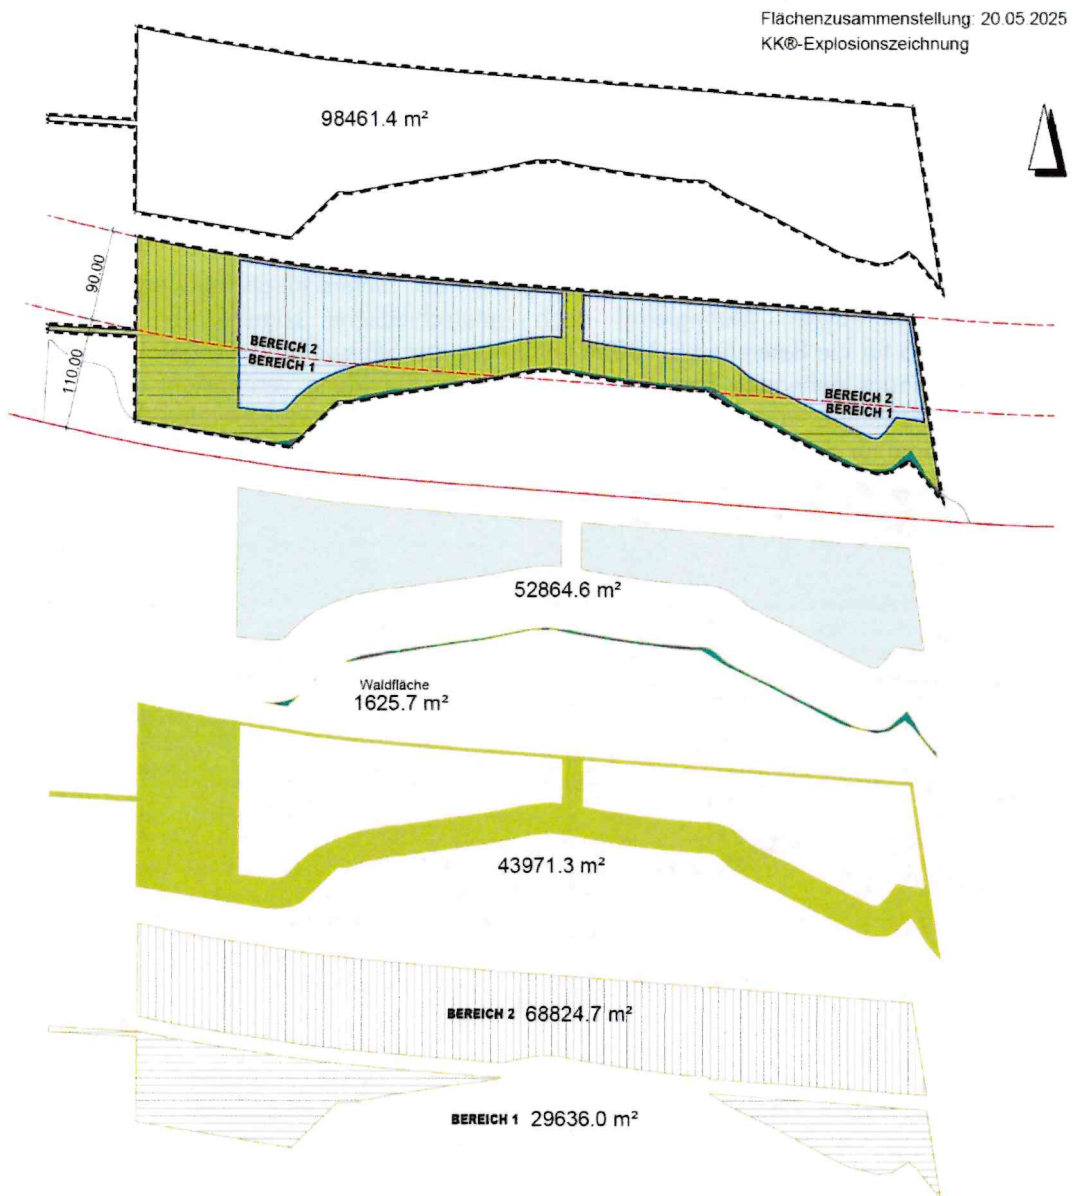 Flächenzusammenstellung: 20.05.2025
KK®-Explosionszeichnung
98461.4 m²
90.00
110.00
BEREICH 2
BEREICH 1
BEREICH 2
BEREICH 1
52864.6 m²
Waldfläche
1625.7 m²
43971.3 m²
BEREICH 2 68824.7 m²
BEREICH 1 29636.0 m²